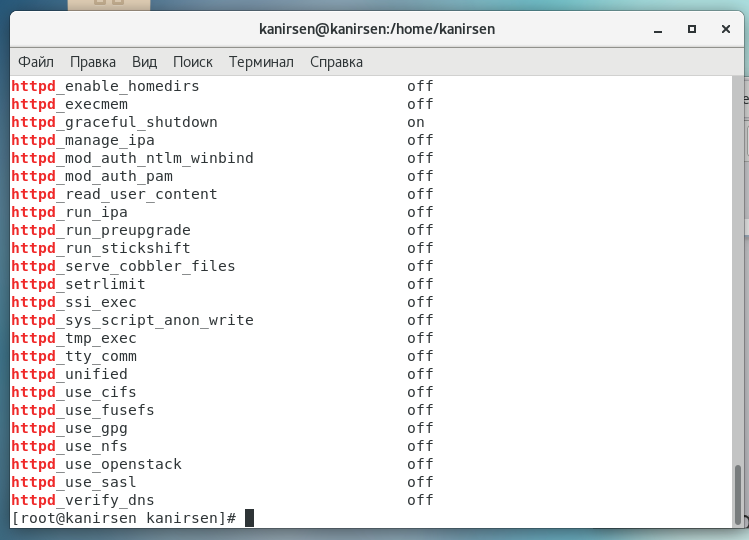 kanirsen@kanirsen:/home/kanirsen
Файл Правка Вид Поиск Терминал Справка
httpd_enable_homedirs off
httpd_execmem off
httpd_graceful_shutdown on
httpd_manage_ipa off
httpd_mod_auth_ntlm_winbind off
httpd_mod_auth_pam off
httpd_read_user_content off
httpd_run_ipa off
httpd_run_preupgrade off
httpd_run_stickshift off
httpd_serve_cobbler_files off
httpd_setrlimit off
httpd_ssi_exec off
httpd_sys_script_anon_write off
httpd_tmp_exec off
httpd_tty_comm off
httpd_unified off
httpd_use_cifs off
httpd_use_fusefs off
httpd_use_gpg off
httpd_use_nfs off
httpd_use_openstack off
httpd_use_sasl off
httpd_verify_dns off
[root@kanirsen kanirsen]#